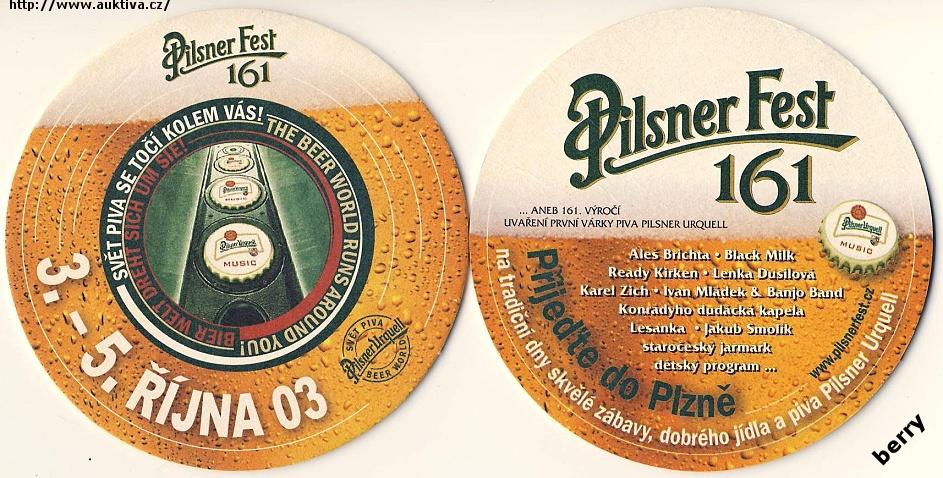 http://www.auktiva.cz/
Pilsner Fest
161
SVĚT PIVA SE TOČÍ KOLEM VÁS!
THE BEER WORLD RUNS AROUND YOU!
BIER WELT DREHT SICH UM SIE!
Pilsner Urquell
MUSIC
3. - 5. ŘÍJNA 03
SVĚT PIVA
Pilsner Urquell
BEER WORLD
Pilsner Fest
161
... ANEB 161. VÝROČÍ
UVAŘENÍ PRVNÍ VÁRKY PIVA PILSNER URQUELL
Pilsner Urquell
MUSIC
Aleš Brichta • Black Milk
Ready Kirken • Lenka Dusilová
Karel Zich • Ivan Mládek & Banjo Band
Konrádyho dudácká kapela
Lešanka • Jakub Smolík
staročeský jarmark
dětský program ...
Přijeďte do Plzně
na tradiční dny skvělé zábavy, dobrého jídla a piva Pilsner Urquell
www.pilsnerfest.cz
berry